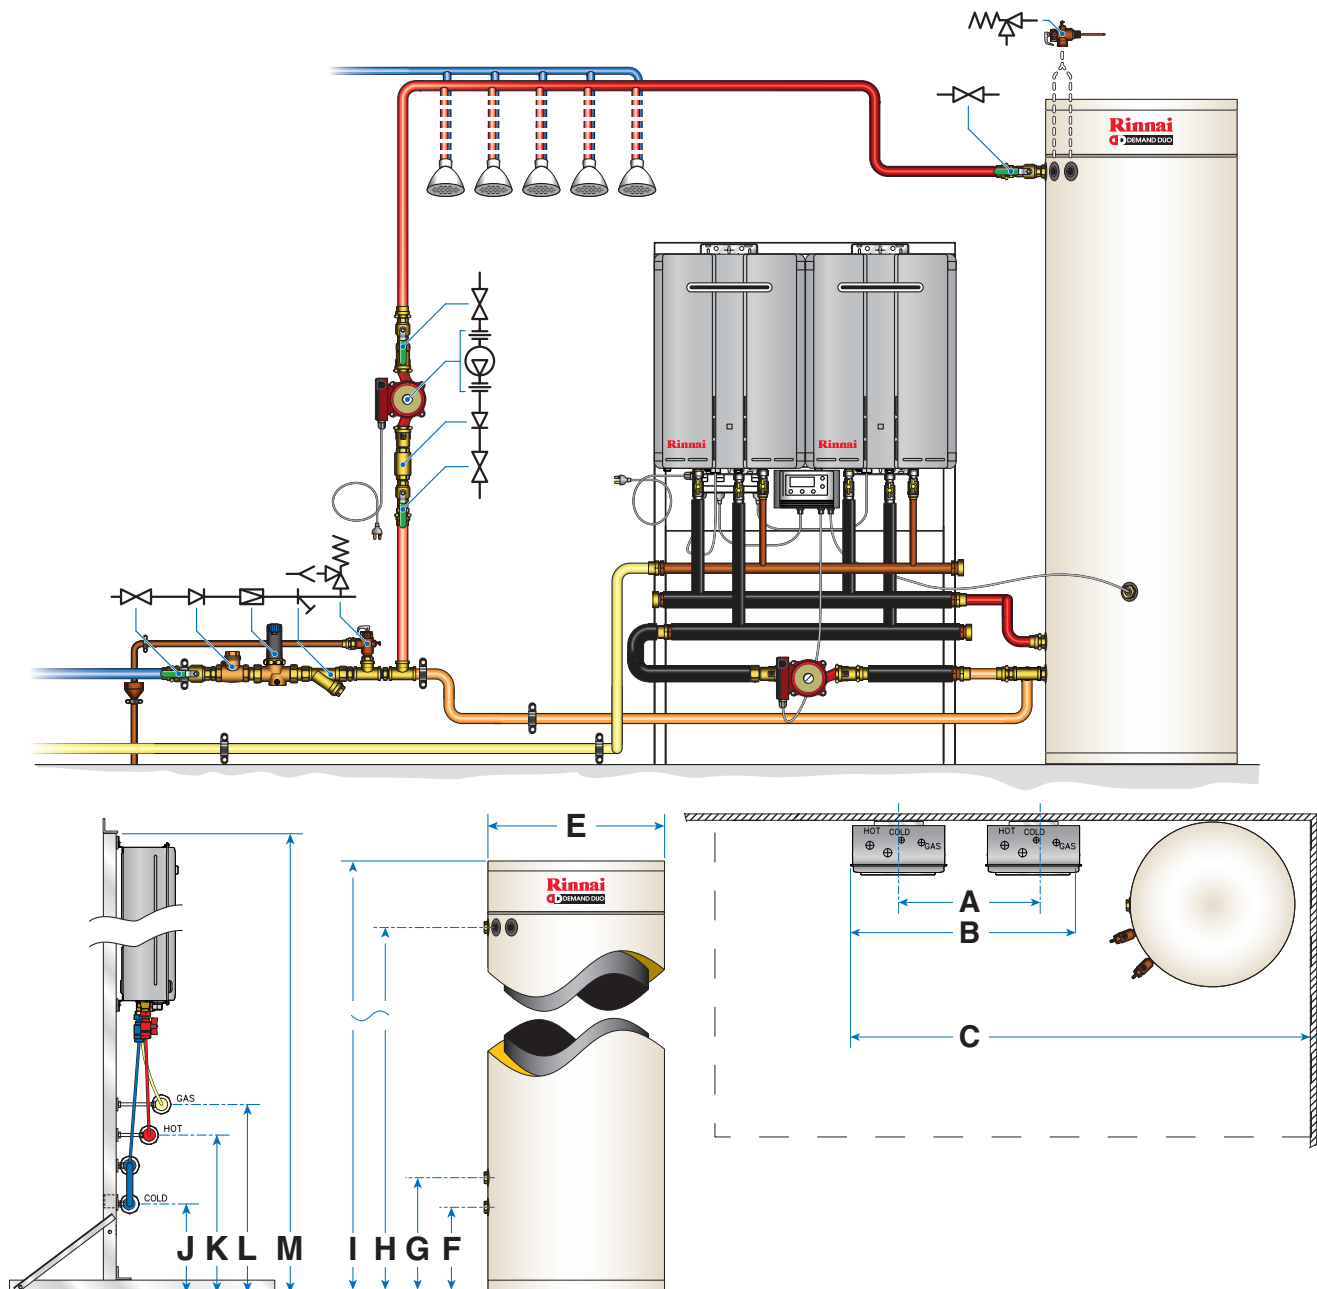 Rinnai
DEMAND DUO
Rinnai
Rinnai
E
Rinnai
DEMAND DUO
HOT COLD
GAS
HOT COLD
GAS
A
B
C
GAS
HOT
COLD
J K L M I H G F